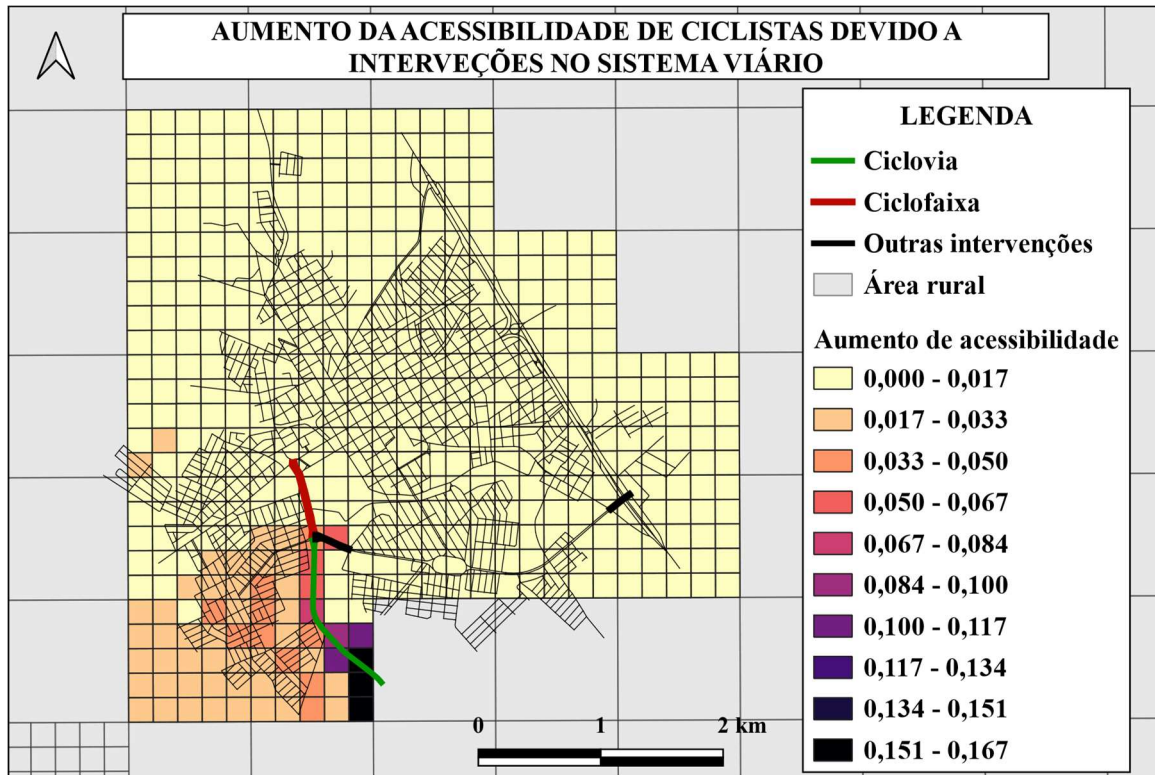 AUMENTO DA ACESSIBILIDADE DE CICLISTAS DEVIDO A
INTERVEÇÕES NO SISTEMA VIÁRIO
LEGENDA
Ciclovia
Ciclofaixa
Outras intervenções
Área rural
Aumento de acessibilidade
0,000 - 0,017
0,017 - 0,033
0,033 - 0,050
0,050 - 0,067
0,067 - 0,084
0,084 - 0,100
0,100 - 0,117
0,117 - 0,134
0,134 - 0,151
0,151 - 0,167
0 1 2 km